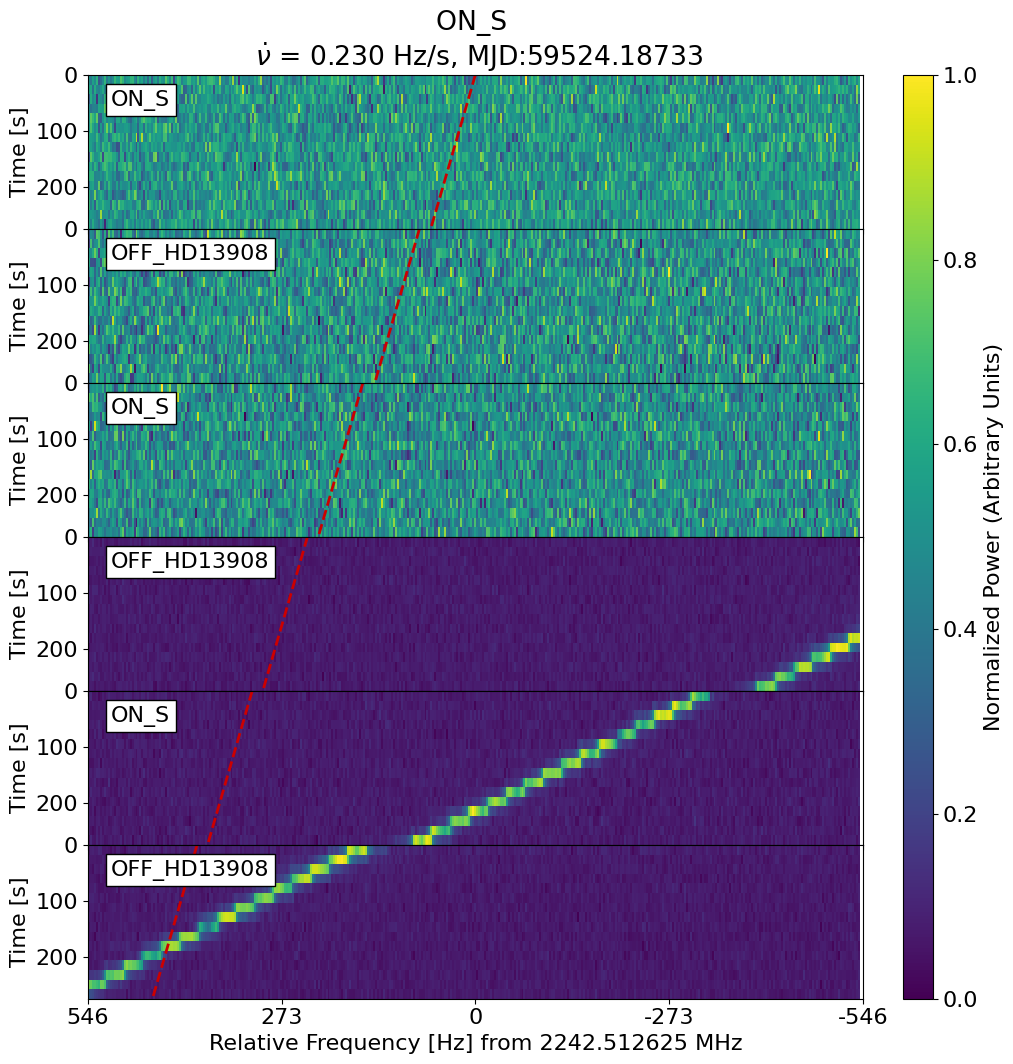 ON_S
ν̇ = 0.230 Hz/s, MJD:59524.18733
0
100
200
Time [s]
ON_S
0
100
200
Time [s]
OFF_HD13908
0
100
200
Time [s]
ON_S
0
100
200
Time [s]
OFF_HD13908
0
100
200
Time [s]
ON_S
0
100
200
Time [s]
OFF_HD13908
546 273 0 -273 -546
Relative Frequency [Hz] from 2242.512625 MHz
1.0
0.8
0.6
0.4
0.2
0.0
Normalized Power (Arbitrary Units)